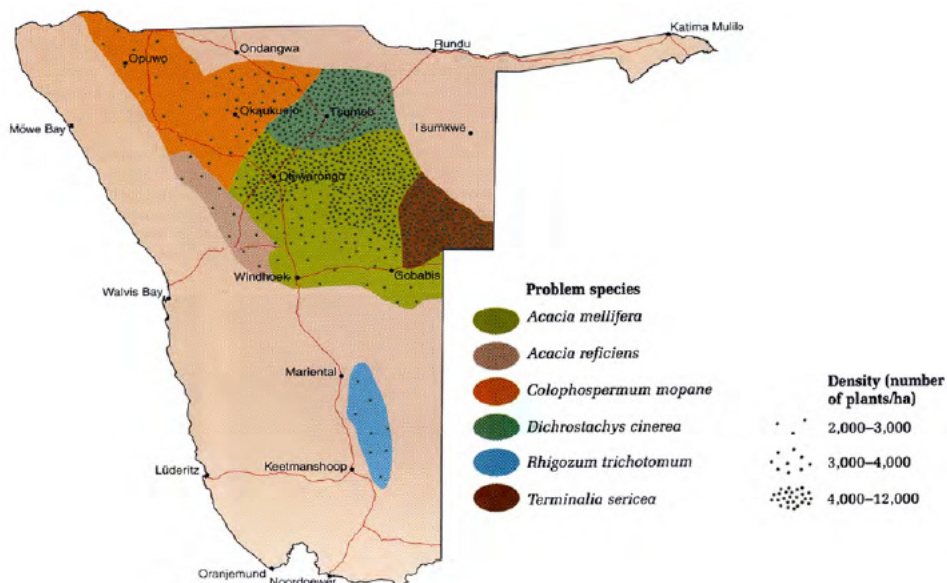 Katima Mulilo
Ondangwa
Rundu
Opuwo
Okaukuejo
Tsumeb
Möwe Bay
Tsumkwe
Otjiwarongo
Windhoek
Gobabis
Walvis Bay
Mariental
Lüderitz
Keetmanshoop
Oranjemund
Noordoewer
Problem species
Acacia mellifera
Acacia reficiens
Colophospermum mopane
Dichrostachys cinerea
Rhigozum trichotomum
Terminalia sericea
Density (number
of plants/ha)
2,000–3,000
3,000–4,000
4,000–12,000